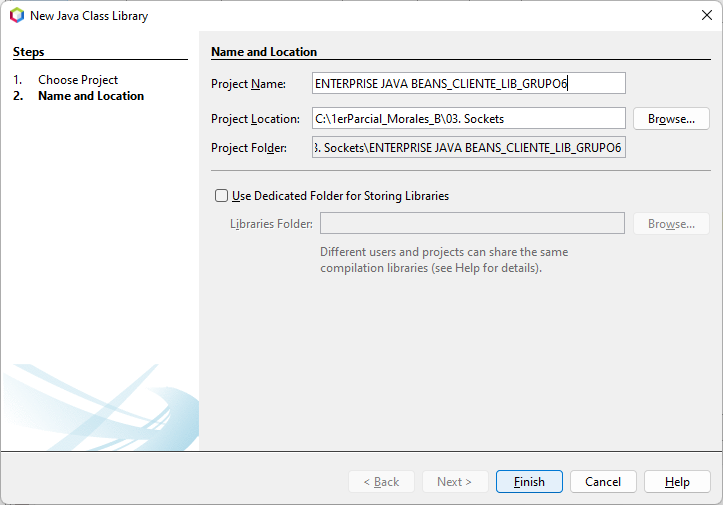 New Java Class Library
Steps
1. Choose Project
2. Name and Location
Name and Location
Project Name: ENTERPRISE JAVA BEANS_CLIENTE_LIB_GRUPO6
Project Location: C:\1erParcial_Morales_B\03. Sockets Browse...
Project Folder: 3. Sockets\ENTERPRISE JAVA BEANS_CLIENTE_LIB_GRUPO6
Use Dedicated Folder for Storing Libraries
Libraries Folder: Browse...
Different users and projects can share the same
compilation libraries (see Help for details).
< Back Next > Finish Cancel Help